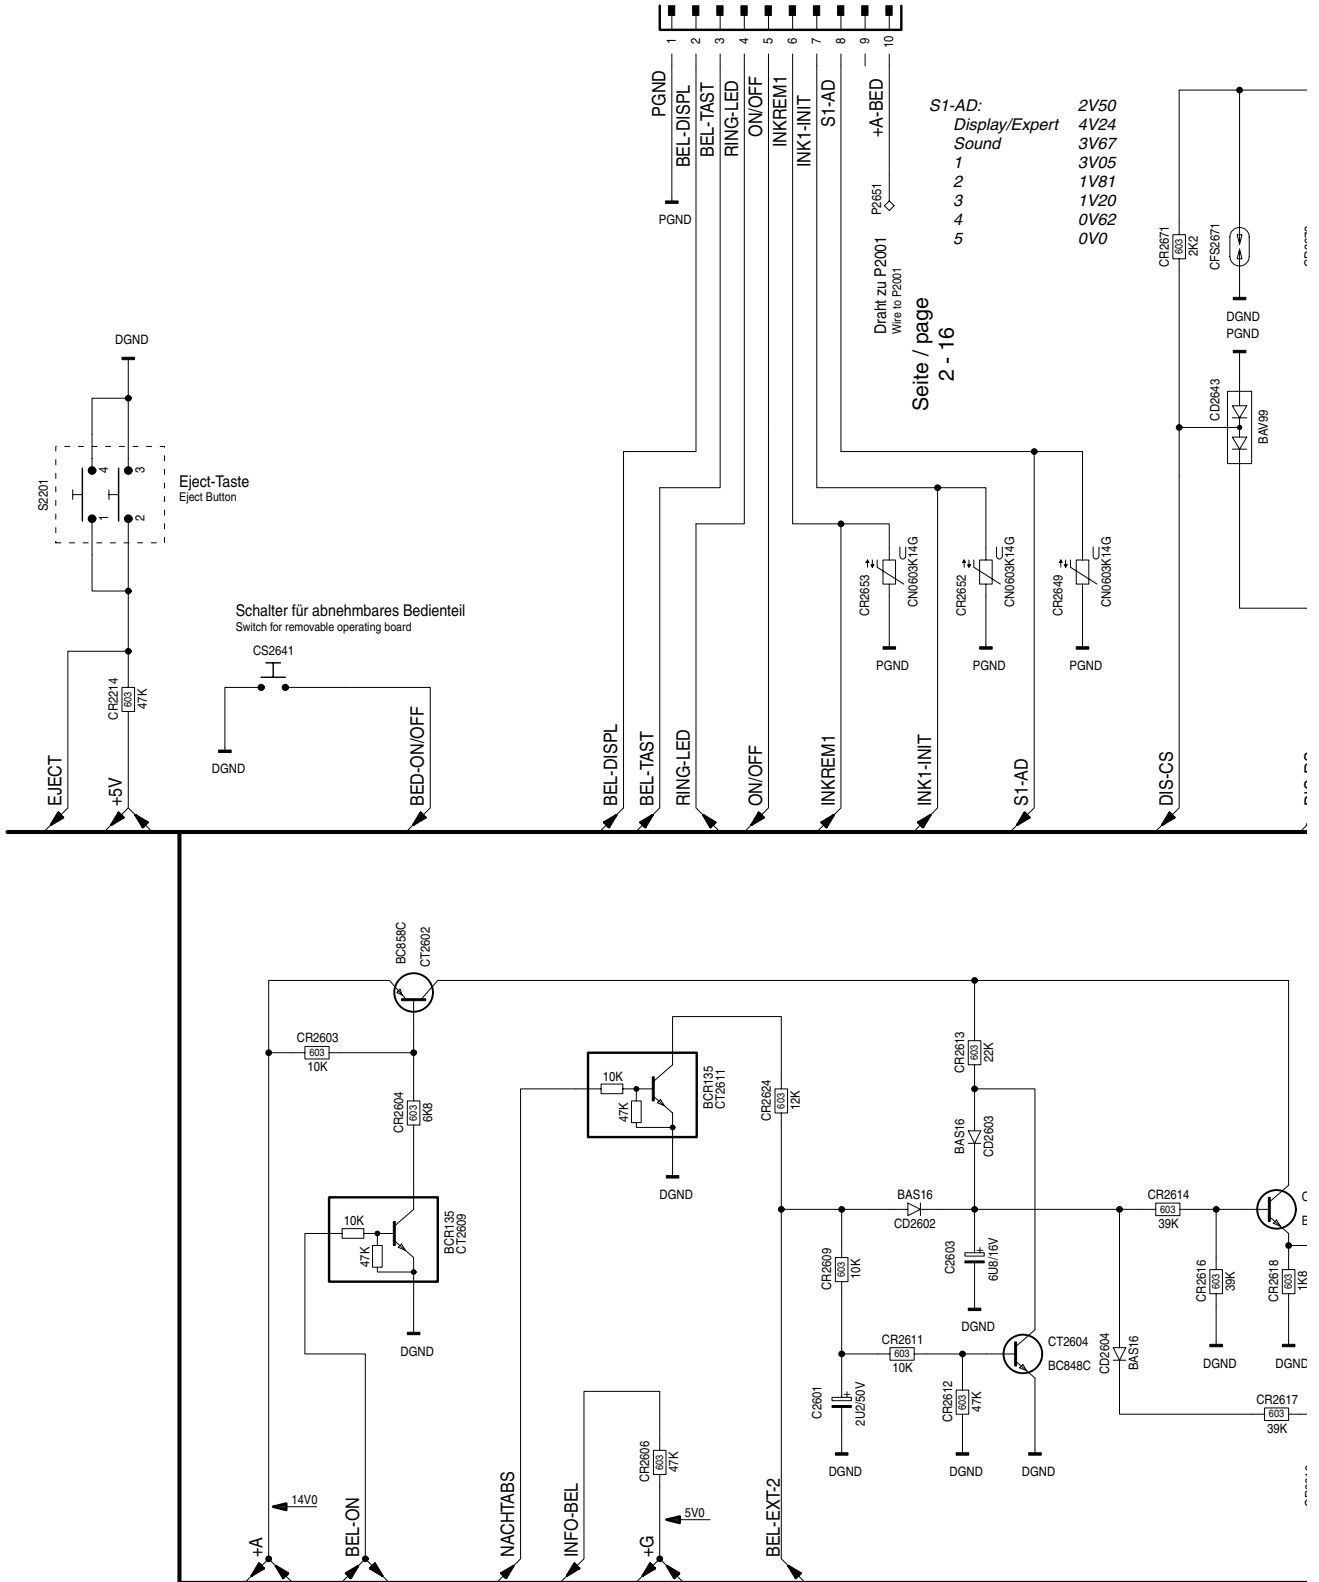 1
2
3
4
5
6
7
8
9
10
PGND
BEL-DISPL
BEL-TAST
RING-LED
ON/OFF
INKREM1
INK1-INIT
S1-AD
+A-BED
PGND
P2651
Draht zu P2001
Wire to P2001
Seite / page
2 - 16
S1-AD: 2V50
Display/Expert 4V24
Sound 3V67
1 3V05
2 1V81
3 1V20
4 0V62
5 0V0
CR2671
603
2K2
CFS2671
DGND
PGND
CD2643
BAV99
DGND
S2201
4
3
1
2
Eject-Taste
Eject Button
Schalter für abnehmbares Bedienteil
Switch for removable operating board
CS2641
DGND
CR2214
603
47K
EJECT
+5V
BED-ON/OFF
CR2653
U
CN0603K14G
PGND
CR2652
U
CN0603K14G
PGND
CR2649
U
CN0603K14G
PGND
BEL-DISPL
BEL-TAST
RING-LED
ON/OFF
INKREM1
INK1-INIT
S1-AD
DIS-CS
BC858C
CT2602
CR2603
603
10K
CR2604
603
6K8
10K
47K
BCR135
CT2609
DGND
10K
47K
BCR135
CT2611
DGND
CR2624
603
12K
CR2613
603
22K
BAS16
CD2603
BAS16
CD2602
CR2609
603
10K
C2603
+
6U8/16V
DGND
CR2614
603
39K
CR2616
603
39K
DGND
CR2618
603
1K8
DGND
CR2611
603
10K
CT2604
BC848C
CD2604
BAS16
C2601
+
2U2/50V
DGND
CR2612
603
47K
DGND
DGND
CR2617
603
39K
CR2606
603
47K
14V0
5V0
+A
BEL-ON
NACHTABS
INFO-BEL
+G
BEL-EXT-2